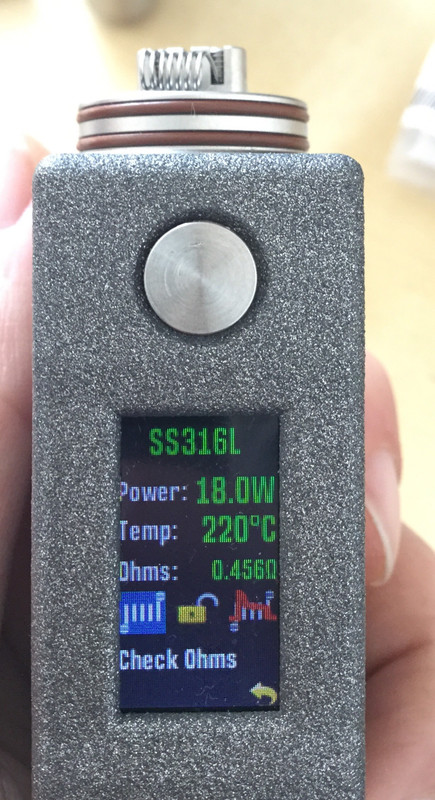 SS316L
Power: 18.0W
Temp: 220°C
Ohms: 0.456Ω
Check Ohms